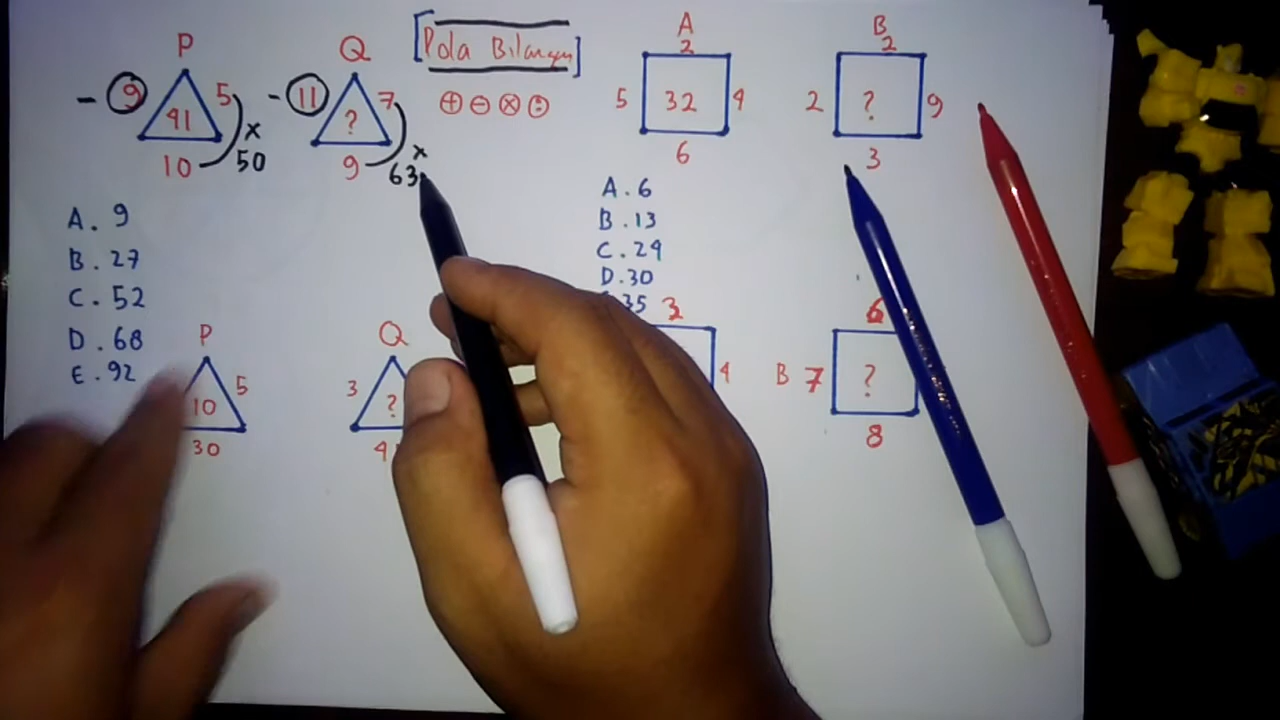 P
Q
[Pola Bilangan]
A
B
- 9
5
41
10
x
50
- 11
7
?
9
x
63
+ - × :
2
5
32
4
6
2
2
?
9
3
A. 9
B. 27
C. 52
D. 68
E. 92
A. 6
B. 13
C. 29
D. 30
35
P
5
10
30
Q
3
?
3
4
6
B 7
?
8